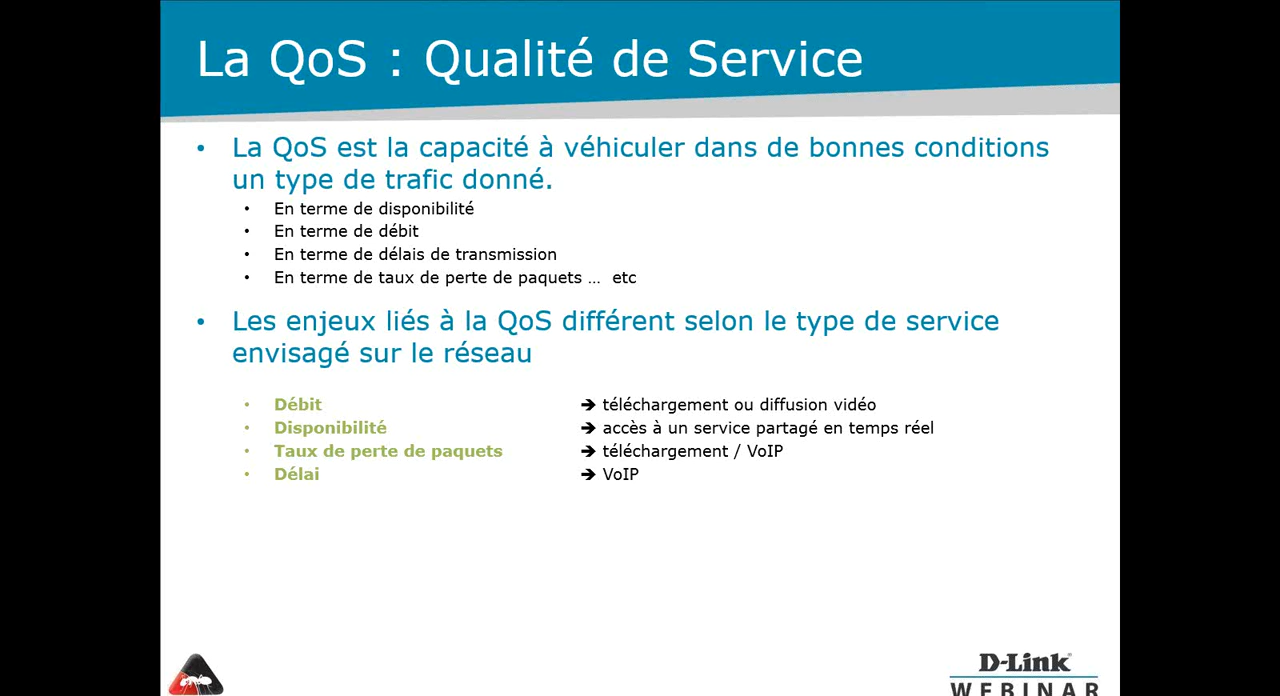 La QoS : Qualité de Service
• La QoS est la capacité à véhiculer dans de bonnes conditions
un type de trafic donné.
• En terme de disponibilité
• En terme de débit
• En terme de délais de transmission
• En terme de taux de perte de paquets … etc
• Les enjeux liés à la QoS différent selon le type de service
envisagé sur le réseau
• Débit ➔ téléchargement ou diffusion vidéo
• Disponibilité ➔ accès à un service partagé en temps réel
• Taux de perte de paquets ➔ téléchargement / VoIP
• Délai ➔ VoIP
D-Link®
WEBINAR